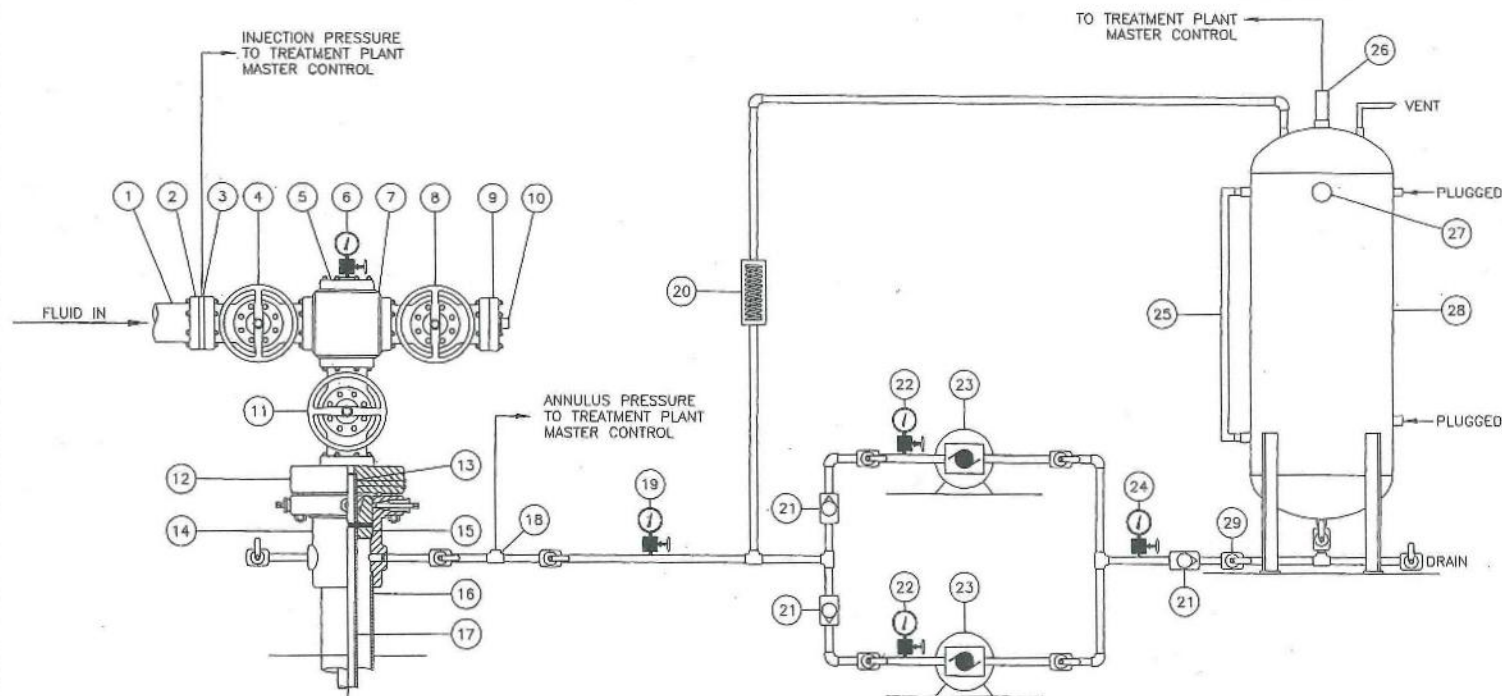 INJECTION PRESSURE
TO TREATMENT PLANT
MASTER CONTROL
TO TREATMENT PLANT
MASTER CONTROL
26
VENT
1
2
3
4
5
6
7
8
9
10
PLUGGED
27
FLUID IN
20
25
28
11
ANNULUS PRESSURE
TO TREATMENT PLANT
MASTER CONTROL
22
23
PLUGGED
12
13
19
24
14
15
18
21
29
DRAIN
16
21
22
23
21
17